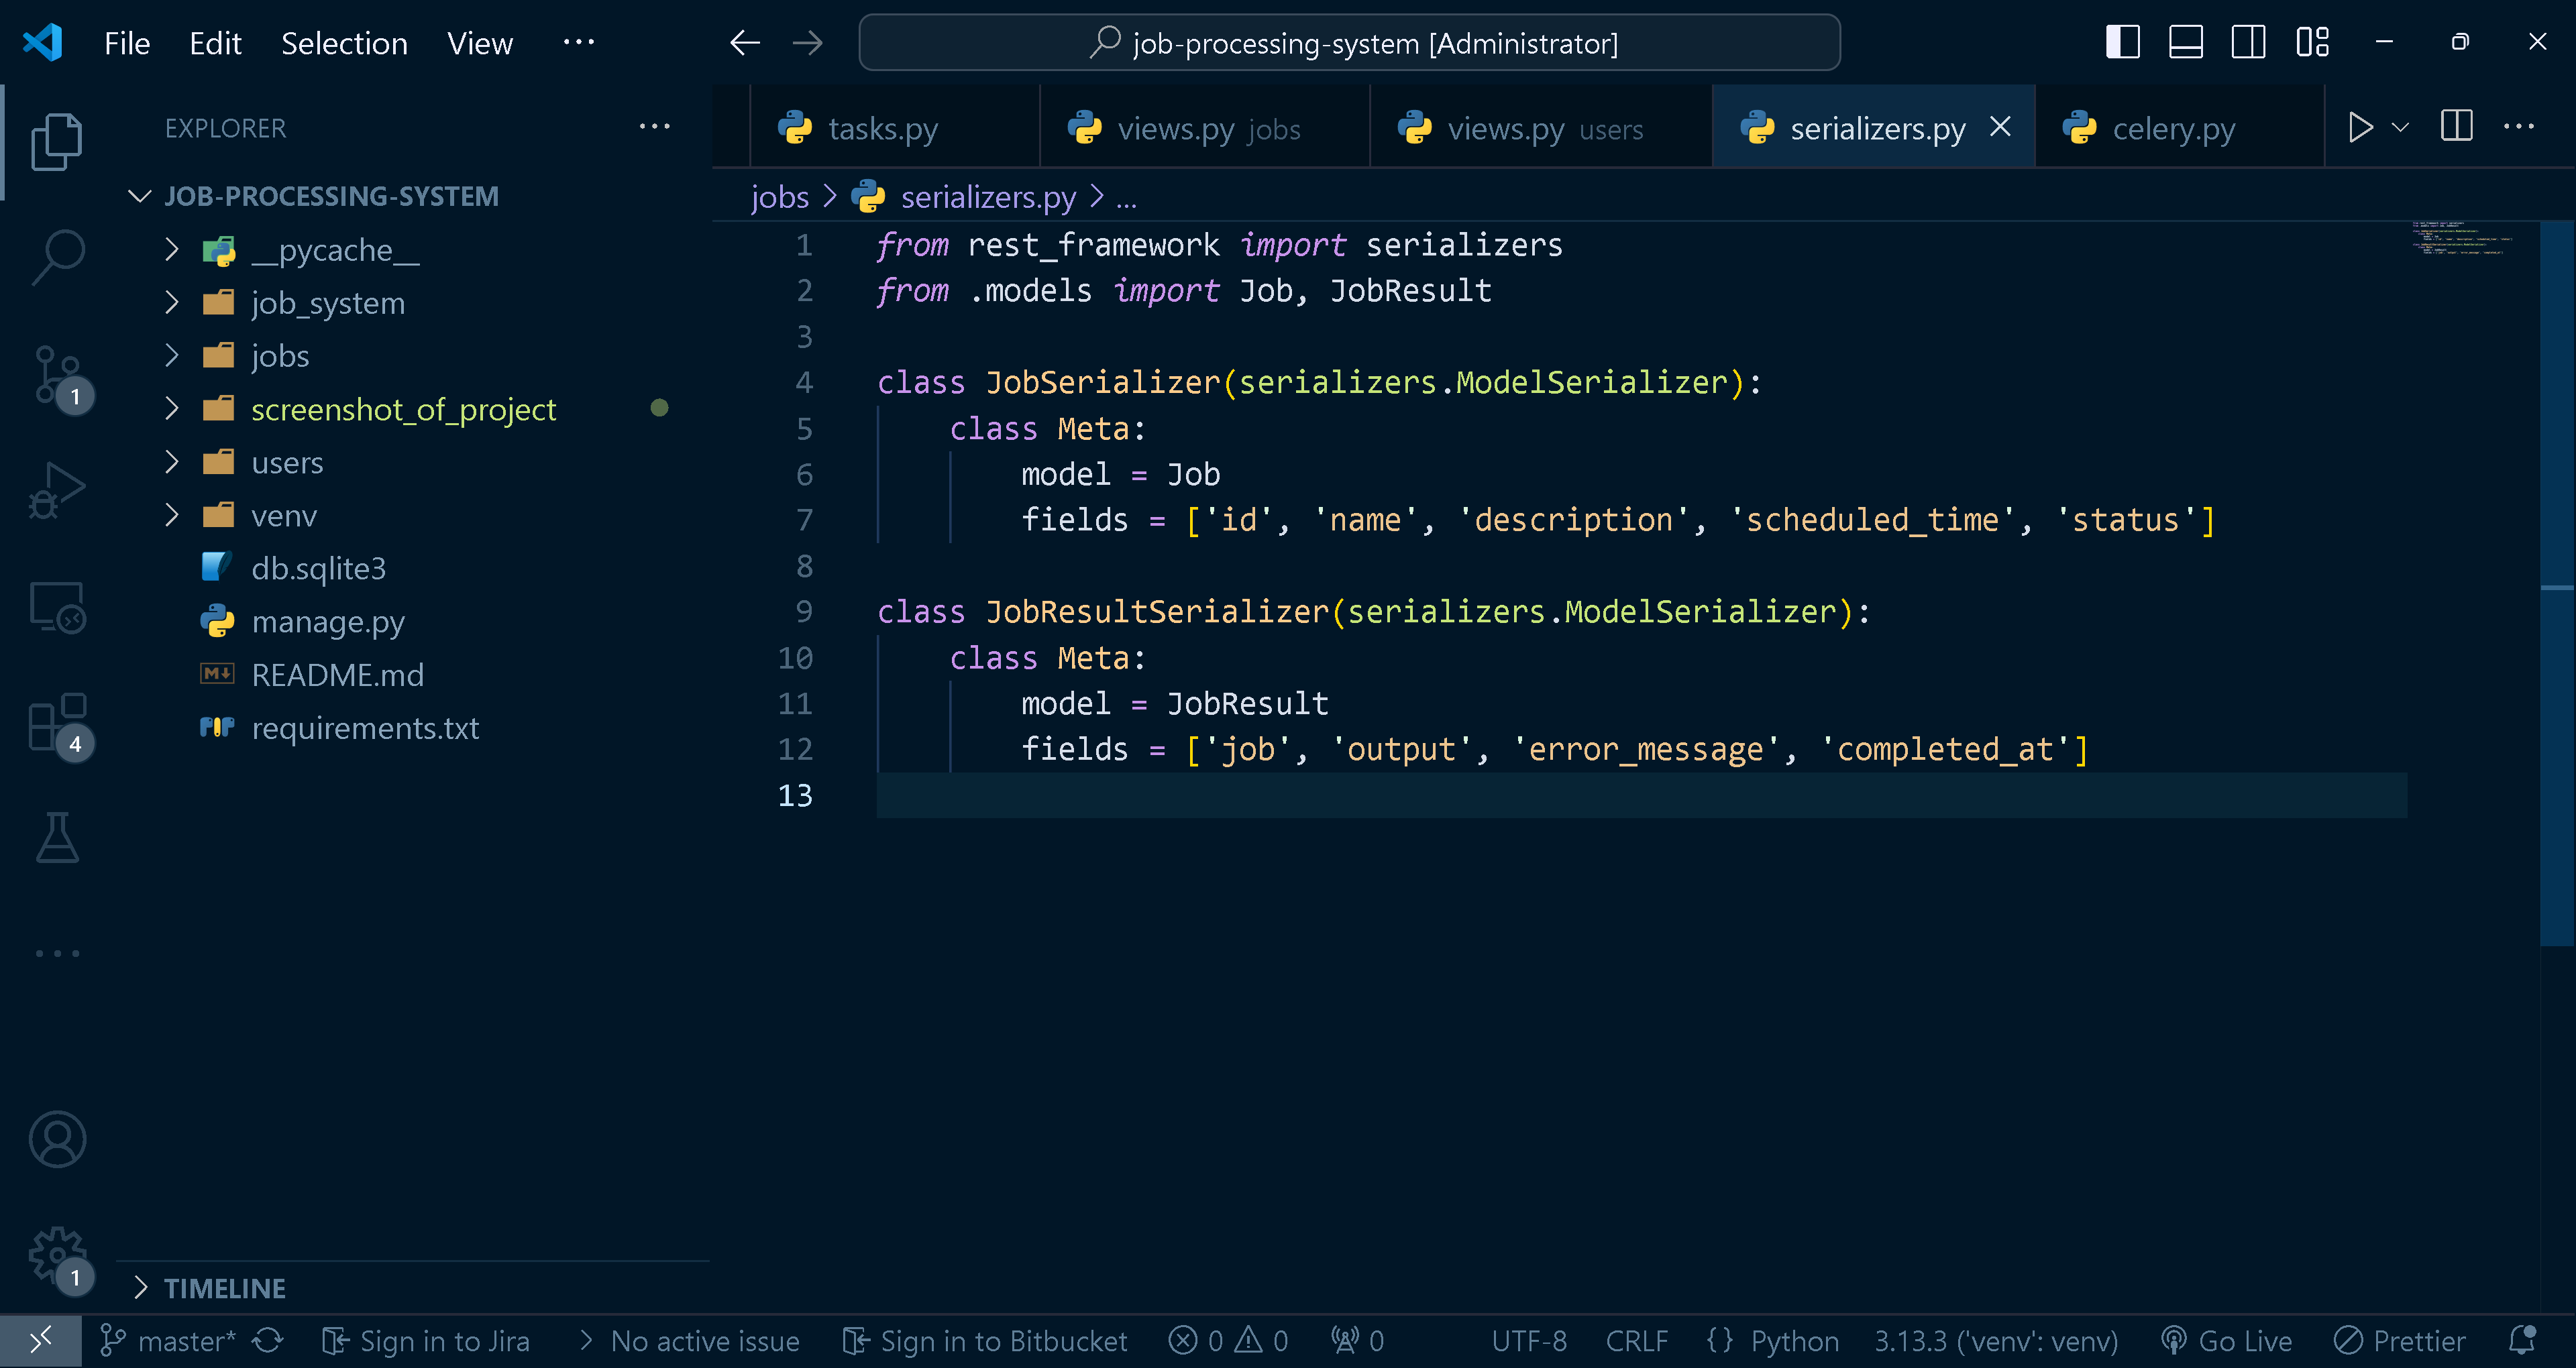 File Edit Selection View ...
job-processing-system [Administrator]
EXPLORER ...
tasks.py
views.py jobs
views.py users
serializers.py
celery.py
JOB-PROCESSING-SYSTEM
__pycache__
job_system
jobs
screenshot_of_project
users
venv
db.sqlite3
manage.py
README.md
requirements.txt
TIMELINE
jobs > serializers.py > ...
1 from rest_framework import serializers
2 from .models import Job, JobResult
3
4 class JobSerializer(serializers.ModelSerializer):
5     class Meta:
6         model = Job
7         fields = ['id', 'name', 'description', 'scheduled_time', 'status']
8
9 class JobResultSerializer(serializers.ModelSerializer):
10     class Meta:
11         model = JobResult
12         fields = ['job', 'output', 'error_message', 'completed_at']
13
1
4
1
master* Sign in to Jira > No active issue Sign in to Bitbucket 0 0 0 UTF-8 CRLF {} Python 3.13.3 ('venv': venv) Go Live Prettier